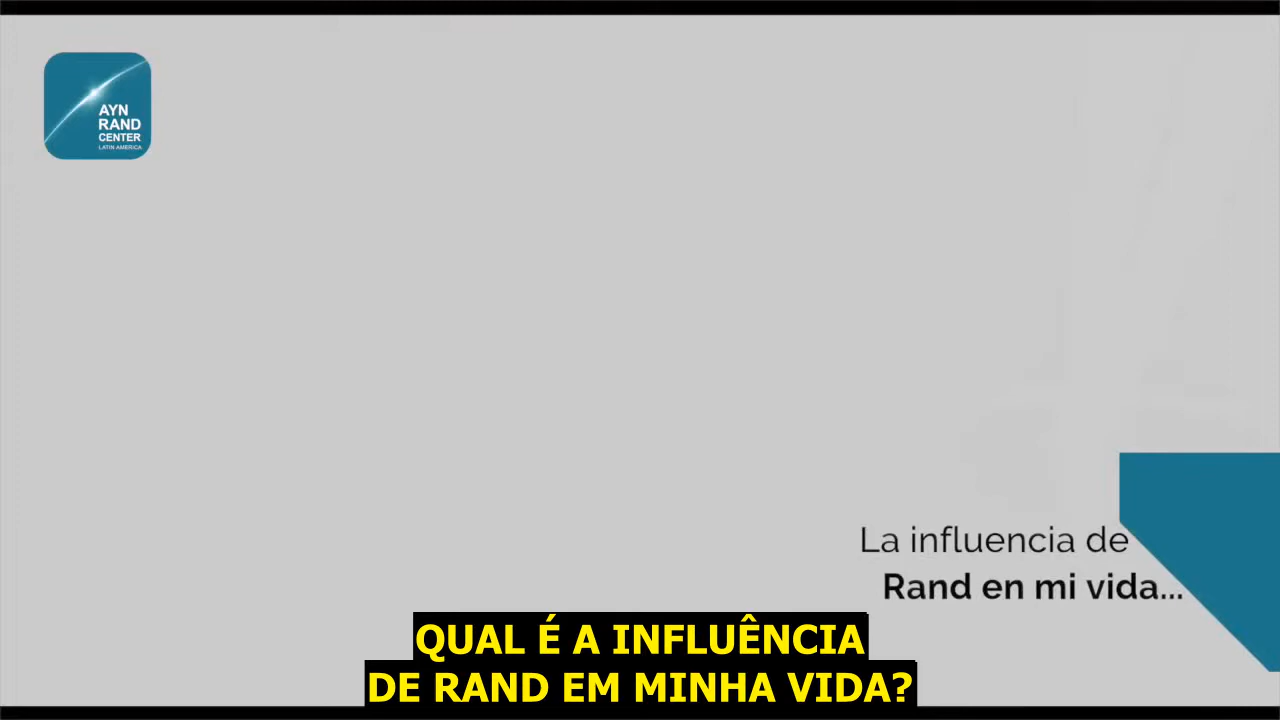 AYN
RAND
CENTER
LATIN AMERICA
La influencia de
Rand en mi vida...
QUAL É A INFLUÊNCIA
DE RAND EM MINHA VIDA?